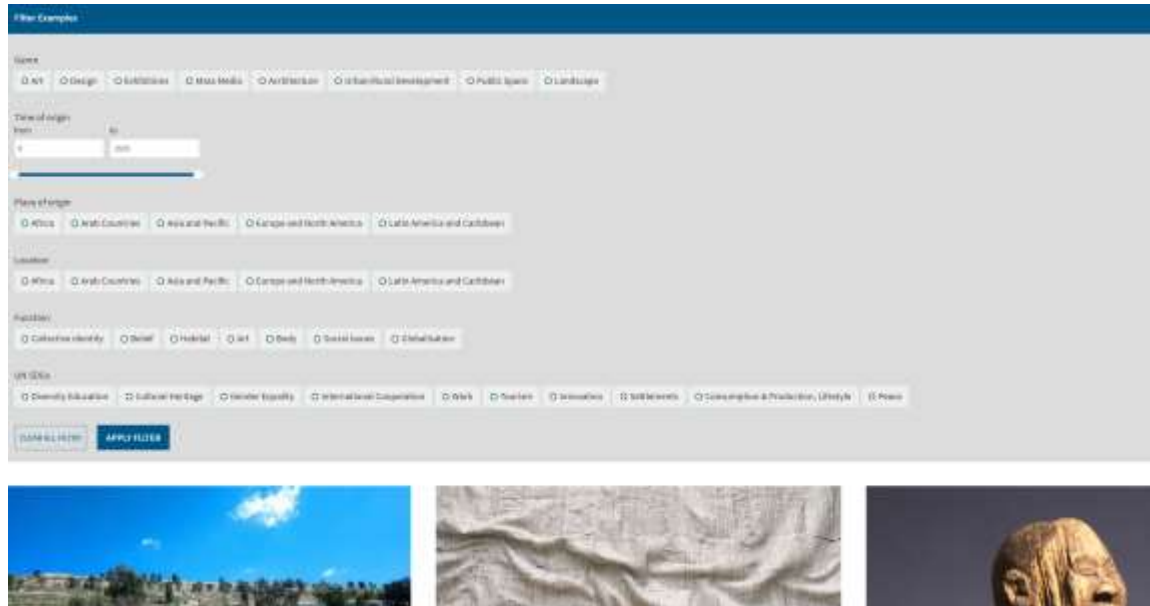 Filter Examples
Genre
Art Design Exhibitions Mass Media Architecture Urban-Rural Development Public Space Landscape
Time of origin
from to
Place of origin
Africa Arab Countries Asia and Pacific Europe and North America Latin America and Caribbean
Location
Africa Arab Countries Asia and Pacific Europe and North America Latin America and Caribbean
Function
Collective Identity Belief Habitat Art Body Social Issues Globalisation
UN SDGs
Diversity Education Cultural Heritage Gender Equality International Cooperation Work Tourism Innovation Settlements Consumption & Production, Lifestyle Peace
CLEAR ALL FILTER APPLY FILTER